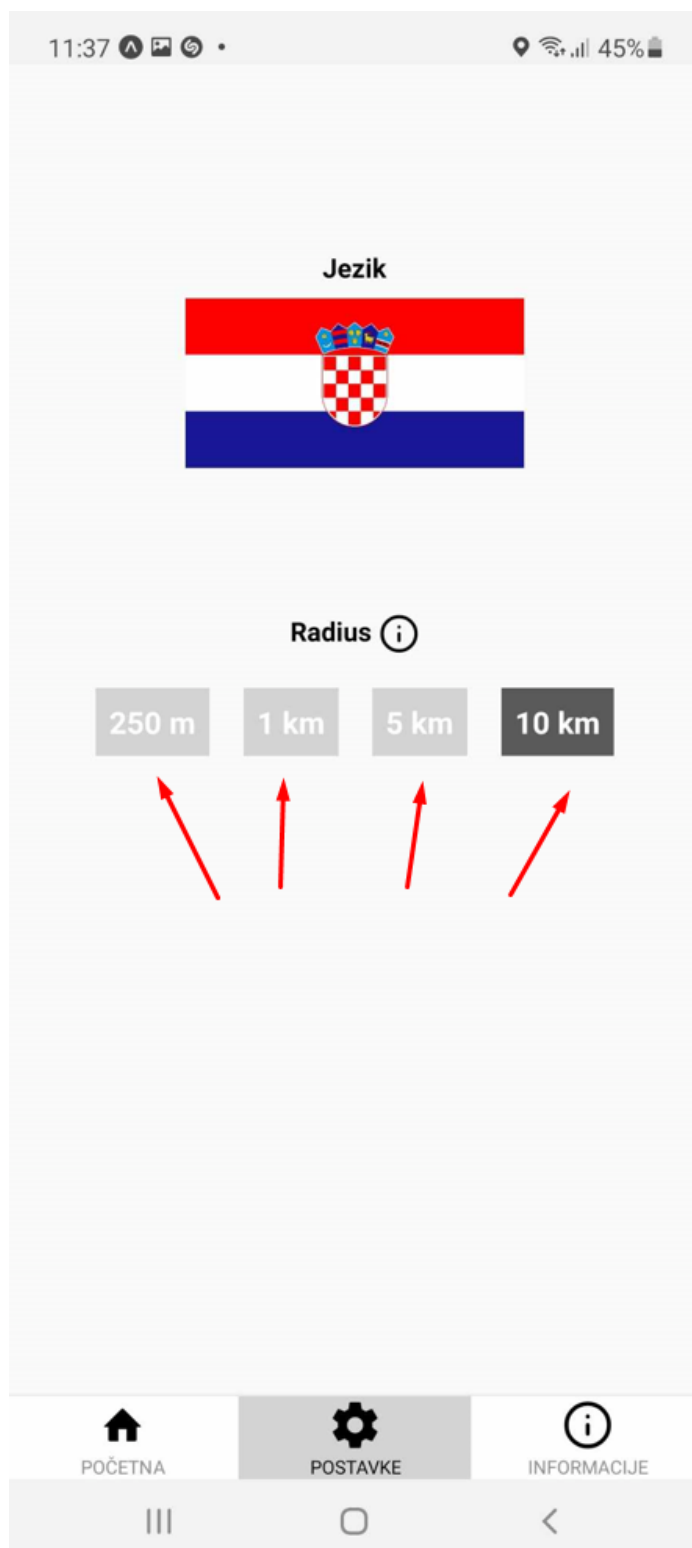 11:37 45%
Jezik
Radius
250 m 1 km 5 km 10 km
POČETNA POSTAVKE INFORMACIJE